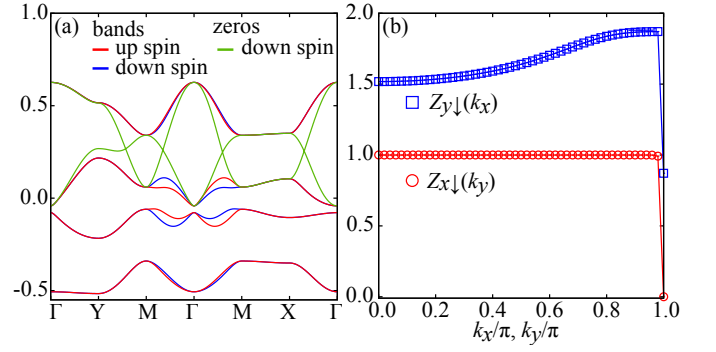 (a) bands zeros
up spin down spin
down spin
1.0
0.5
0.0
-0.5
Γ Y M Γ M X Γ
(b)
2.0
1.5
1.0
0.5
0.0
Zy↓(kx)
Zx↓(ky)
0.0 0.2 0.4 0.6 0.8 1.0
kx/π, ky/π